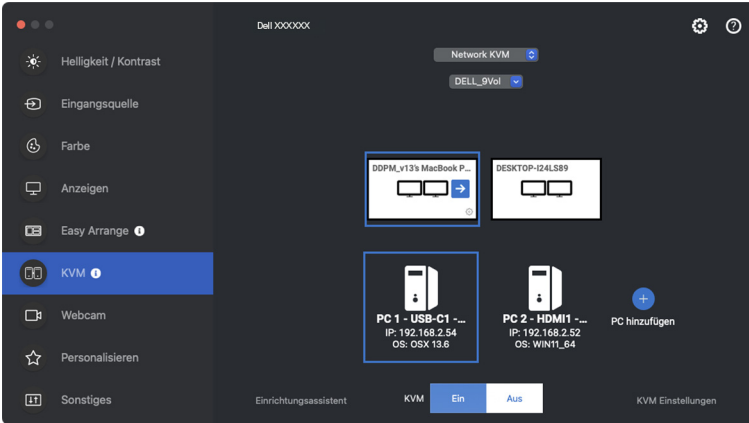 Dell XXXXXX
Network KVM
DELL_9Vol
Helligkeit / Kontrast
Eingangsquelle
Farbe
Anzeigen
Easy Arrange
KVM
Webcam
Personalisieren
Sonstiges
DDPM_v13's MacBook P...
DESKTOP-I24LS89
PC 1 - USB-C1 -...
IP: 192.168.2.54
OS: OSX 13.6
PC 2 - HDMI1 -...
IP: 192.168.2.52
OS: WIN11_64
PC hinzufügen
Einrichtungsassistent
KVM
Ein
Aus
KVM Einstellungen